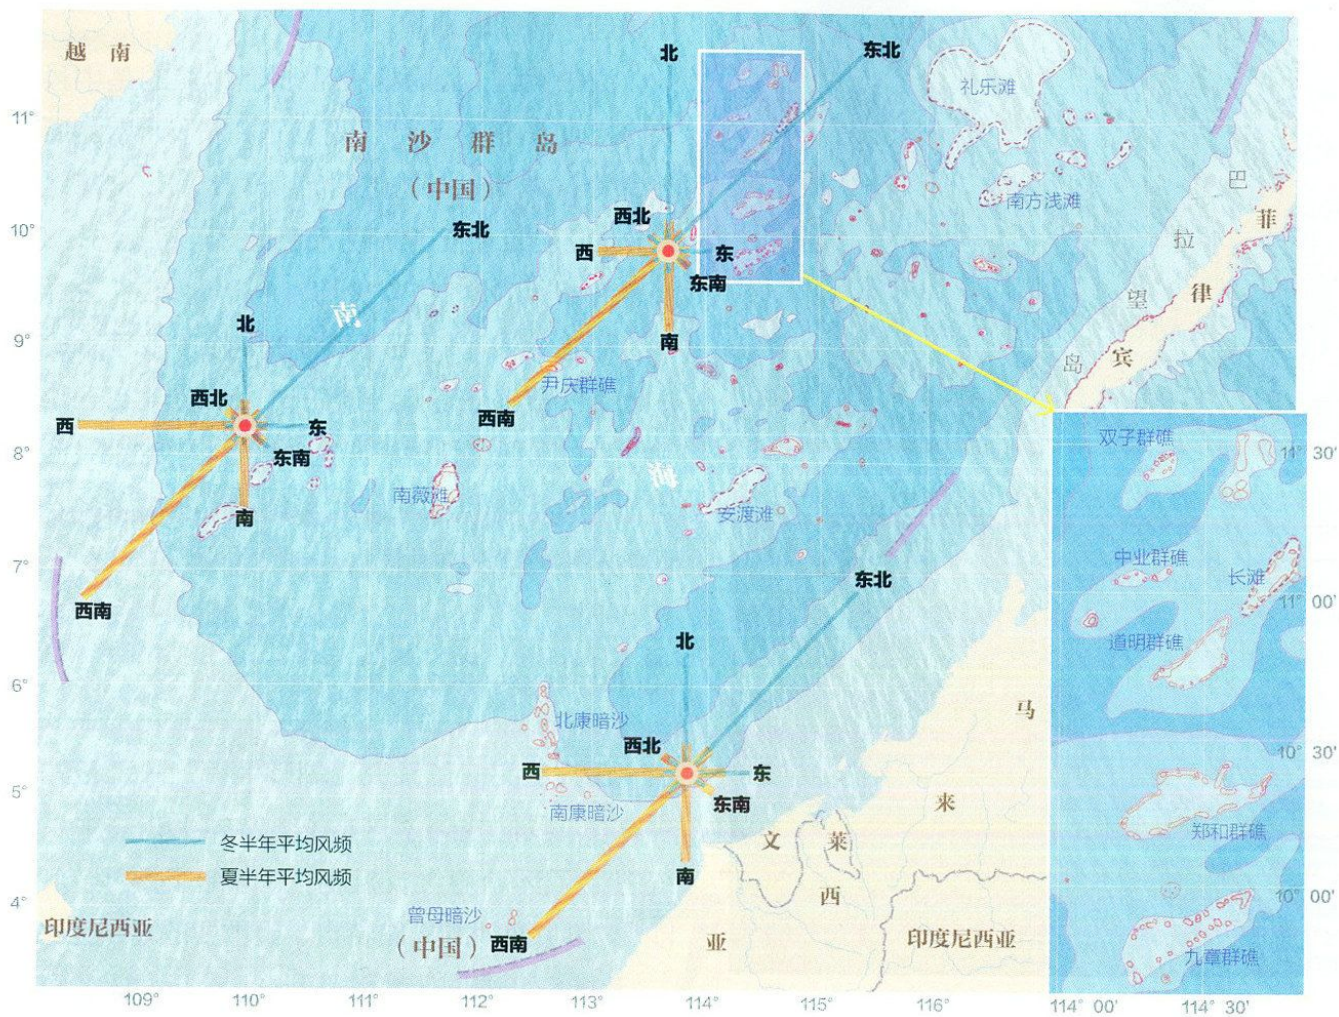 越 南
北
东北
礼乐滩
11°
南 沙 群 岛
（中国）
巴
南方浅滩
西北
10°
东北
菲
西
东
拉
东南
律
望
南
北
9°
南
岛
宾
尹庆群礁
西北
西南
西
东
双子群礁
11° 30'
8°
东南
海
南薇滩
安渡滩
南
中业群礁
7°
东北
长滩
11° 00'
西南
北
道明群礁
6°
马
北康暗沙
西北
10° 30'
西
东
5°
南康暗沙
东南
来
郑和群礁
冬半年平均风频
文 莱
夏半年平均风频
南
西
10° 00'
4°
曾母暗沙
印度尼西亚
（中国）
西南
亚
印度尼西亚
九章群礁
109° 110° 111° 112° 113° 114° 115° 116° 114° 00' 114° 30'